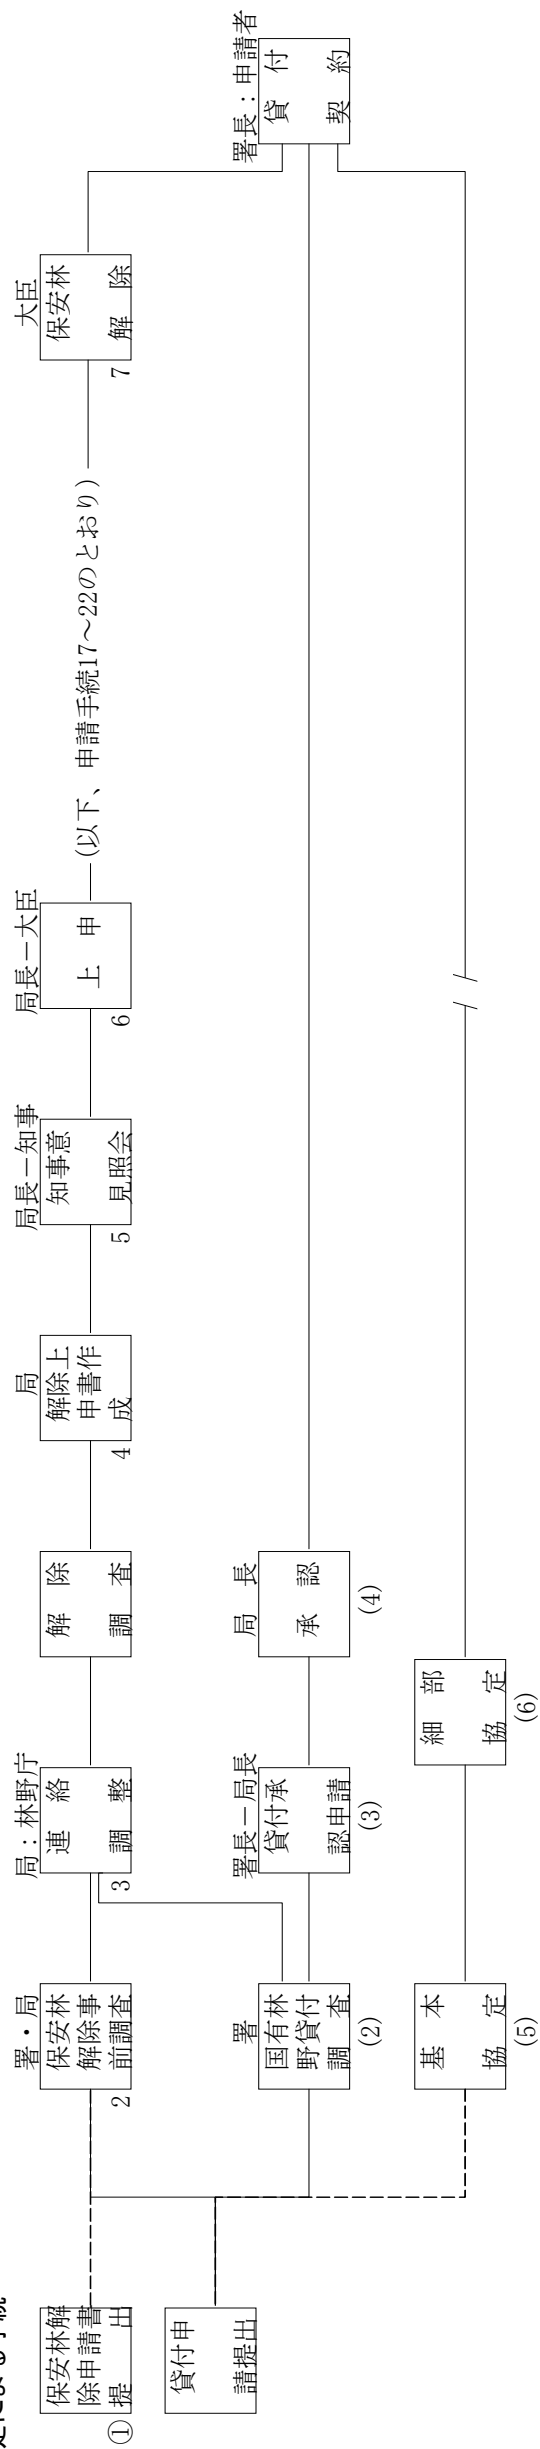 定による手続
①
保安林解
除申請書
提出
貸付申
請提出
署・局
保安林
解除事
前調査
2
署
国有林
野貸付
調査
(2)
基本
協定
(5)
局：林野庁
連絡
調整
3
署長－局長
貸付承
認申請
(3)
細部
協定
(6)
解除
調査
局長
承認
(4)
局
解除上
申書作
成
4
局長－知事
知事意
見照会
5
局長－大臣
上申
6
(以下、申請手続17～22のとおり)
大臣
保安林
解除
7
署長：申請者
貸付
契約